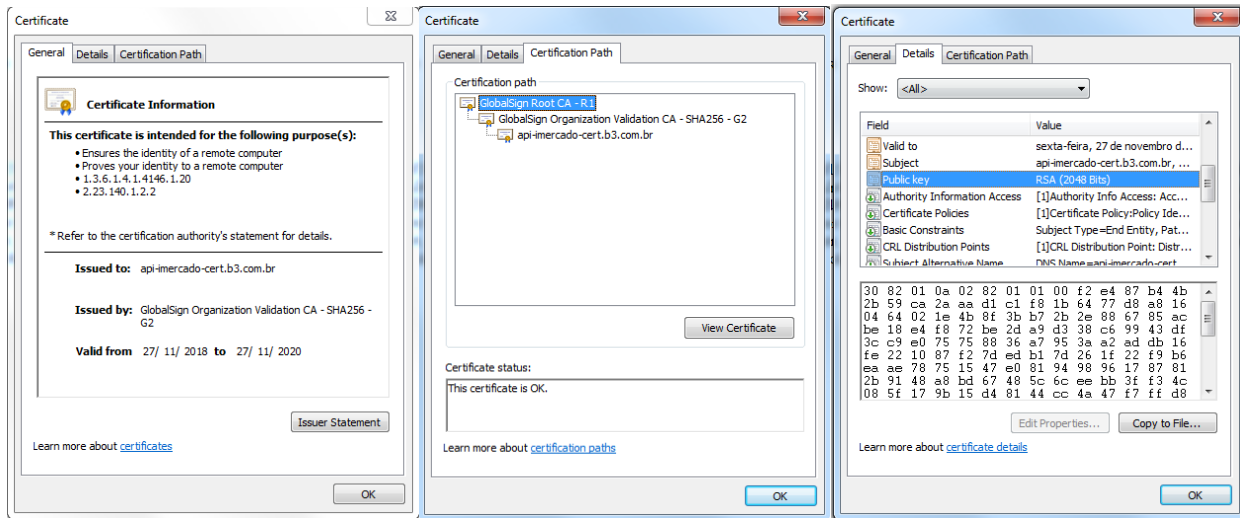 Certificate
General Details Certification Path
Certificate Information
This certificate is intended for the following purpose(s):
• Ensures the identity of a remote computer
• Proves your identity to a remote computer
• 1.3.6.1.4.1.4146.1.20
• 2.23.140.1.2.2
* Refer to the certification authority's statement for details.
Issued to: api-imercado-cert.b3.com.br
Issued by: GlobalSign Organization Validation CA - SHA256 -
G2
Valid from 27/ 11/ 2018 to 27/ 11/ 2020
Issuer Statement
Learn more about certificates
OK
Certificate
General Details Certification Path
Certification path
GlobalSign Root CA - R1
GlobalSign Organization Validation CA - SHA256 - G2
api-imercado-cert.b3.com.br
View Certificate
Certificate status:
This certificate is OK.
Learn more about certification paths
OK
Certificate
General Details Certification Path
Show: <All>
Field Value
Valid to sexta-feira, 27 de novembro d...
Subject api-imercado-cert.b3.com.br, ...
Public key RSA (2048 Bits)
Authority Information Access [1]Authority Info Access: Acc...
Certificate Policies [1]Certificate Policy:Policy Ide...
Basic Constraints Subject Type=End Entity, Pat...
CRL Distribution Points [1]CRL Distribution Point: Distr...
Subject Alternative Name DNS Name=api-imercado-cert
30 82 01 0a 02 82 01 01 00 f2 e4 87 b4 4b
2b 59 ca 2a aa d1 c1 f8 1b 64 77 d8 a8 16
04 64 02 1e 4b 8f 3b b7 2b 2e 88 67 85 ac
be 18 e4 f8 72 be 2d a9 d3 38 c6 99 43 df
3c c9 e0 75 75 88 36 a7 95 3a a2 ad db 16
fe 22 10 87 f2 7d ed b1 7d 26 1f 22 f9 b6
ea ae 78 75 15 47 e0 81 94 98 96 17 87 81
2b 91 48 a8 bd 67 48 5c 6c ee bb 3f f3 4c
08 5f 17 9b 15 d4 81 44 cc 4a 47 f7 ff d8
Edit Properties... Copy to File...
Learn more about certificate details
OK